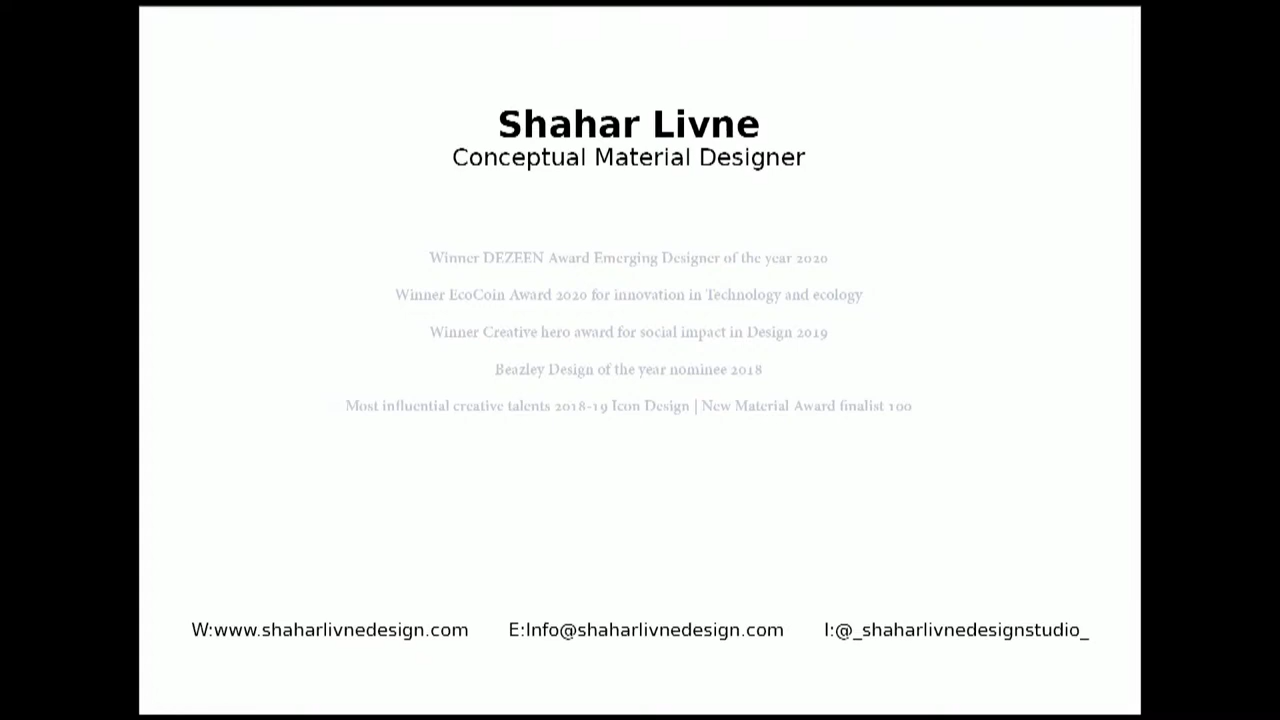 Shahar Livne
Conceptual Material Designer
Winner DEZEEN Award Emerging Designer of the year 2020
Winner EcoCoin Award 2020 for innovation in Technology and ecology
Winner Creative hero award for social impact in Design 2019
Beazley Design of the year nominee 2018
Most influential creative talents 2018-19 Icon Design | New Material Award finalist 100
W:www.shaharlivnedesign.com E:Info@shaharlivnedesign.com I:@_shaharlivnedesignstudio_